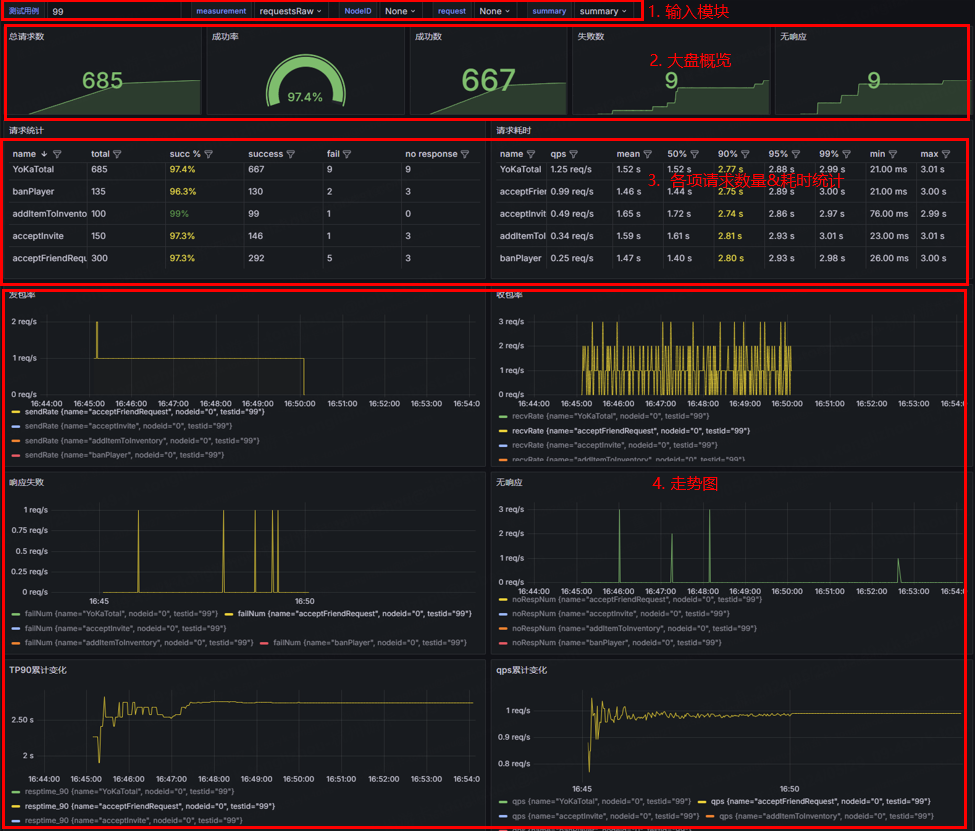 测试用例 99 measurement requestsRaw NodeID None request None summary summary 1. 输入模块
总请求数 成功率 成功数 失败数 无响应
2. 大盘概览
685 97.4% 667 9 9
请求统计 请求耗时
name total succ % success fail no response
YoKaTotal 685 97.4% 667 9 9
banPlayer 135 96.3% 130 2 3
addItemToInvento 100 99% 99 1 0
acceptInvite 150 97.3% 146 1 3
acceptFriendRequ 300 97.3% 292 5 3
name qps mean 50% 90% 95% 99% min max
YoKaTotal 1.25 req/s 1.52 s 1.52 s 2.77 s 2.88 s 2.99 s 21.00 ms 3.01 s
3. 各项请求数量&耗时统计
acceptFrier 0.99 req/s 1.46 s 1.44 s 2.75 s 2.89 s 3.00 s 21.00 ms 3.00 s
acceptInvit 0.49 req/s 1.65 s 1.72 s 2.74 s 2.86 s 2.97 s 76.00 ms 2.99 s
addItemTol 0.34 req/s 1.59 s 1.61 s 2.81 s 2.93 s 3.01 s 23.00 ms 3.01 s
banPlayer 0.25 req/s 1.47 s 1.40 s 2.80 s 2.93 s 2.98 s 26.00 ms 3.00 s
发包率
2 req/s
1 req/s
0 req/s
16:44:00 16:45:00 16:46:00 16:47:00 16:48:00 16:49:00 16:50:00 16:51:00 16:52:00 16:53:00 16:54:0
sendRate {name="acceptFriendRequest", nodeid="0", testid="99"}
sendRate {name="acceptInvite", nodeid="0", testid="99"}
sendRate {name="addItemToInventory", nodeid="0", testid="99"}
sendRate {name="banPlayer", nodeid="0", testid="99"}
收包率
3 req/s
2 req/s
1 req/s
0 req/s
16:44:00 16:45:00 16:46:00 16:47:00 16:48:00 16:49:00 16:50:00 16:51:00 16:52:00 16:53:00 16:54:
recvRate {name="YoKaTotal", nodeid="0", testid="99"}
recvRate {name="acceptFriendRequest", nodeid="0", testid="99"}
recvRate {name="acceptInvite", nodeid="0", testid="99"}
recvRate {name="addItemToInventory", nodeid="0", testid="99"}
响应失败
1 req/s
0.75 req/s
0.5 req/s
0.25 req/s
0 req/s
16:45 16:50
failNum {name="YoKaTotal", nodeid="0", testid="99"} failNum {name="acceptFriendRequest", nodeid="0", testid="99"}
failNum {name="acceptInvite", nodeid="0", testid="99"}
failNum {name="addItemToInventory", nodeid="0", testid="99"} failNum {name="banPlayer", nodeid="0", testid="99"}
无响应
4. 走势图
3 req/s
2 req/s
1 req/s
0 req/s
16:44:00 16:45:00 16:46:00 16:47:00 16:48:00 16:49:00 16:50:00 16:51:00 16:52:00 16:53:00 16:54:
noRespNum {name="acceptFriendRequest", nodeid="0", testid="99"}
noRespNum {name="acceptInvite", nodeid="0", testid="99"}
noRespNum {name="addItemToInventory", nodeid="0", testid="99"}
noRespNum {name="banPlayer", nodeid="0", testid="99"}
TP90累计变化
2.50 s
2 s
16:44:00 16:45:00 16:46:00 16:47:00 16:48:00 16:49:00 16:50:00 16:51:00 16:52:00 16:53:00 16:54:0
resptime_90 {name="YoKaTotal", nodeid="0", testid="99"}
resptime_90 {name="acceptFriendRequest", nodeid="0", testid="99"}
resptime_90 {name="acceptInvite", nodeid="0", testid="99"}
qps累计变化
1 req/s
0.9 req/s
0.8 req/s
16:45 16:50
qps {name="YoKaTotal", nodeid="0", testid="99"} qps {name="acceptFriendRequest", nodeid="0", testid="99"}
qps {name="acceptInvite", nodeid="0", testid="99"} qps {name="addItemToInventory", nodeid="0", testid="99"}